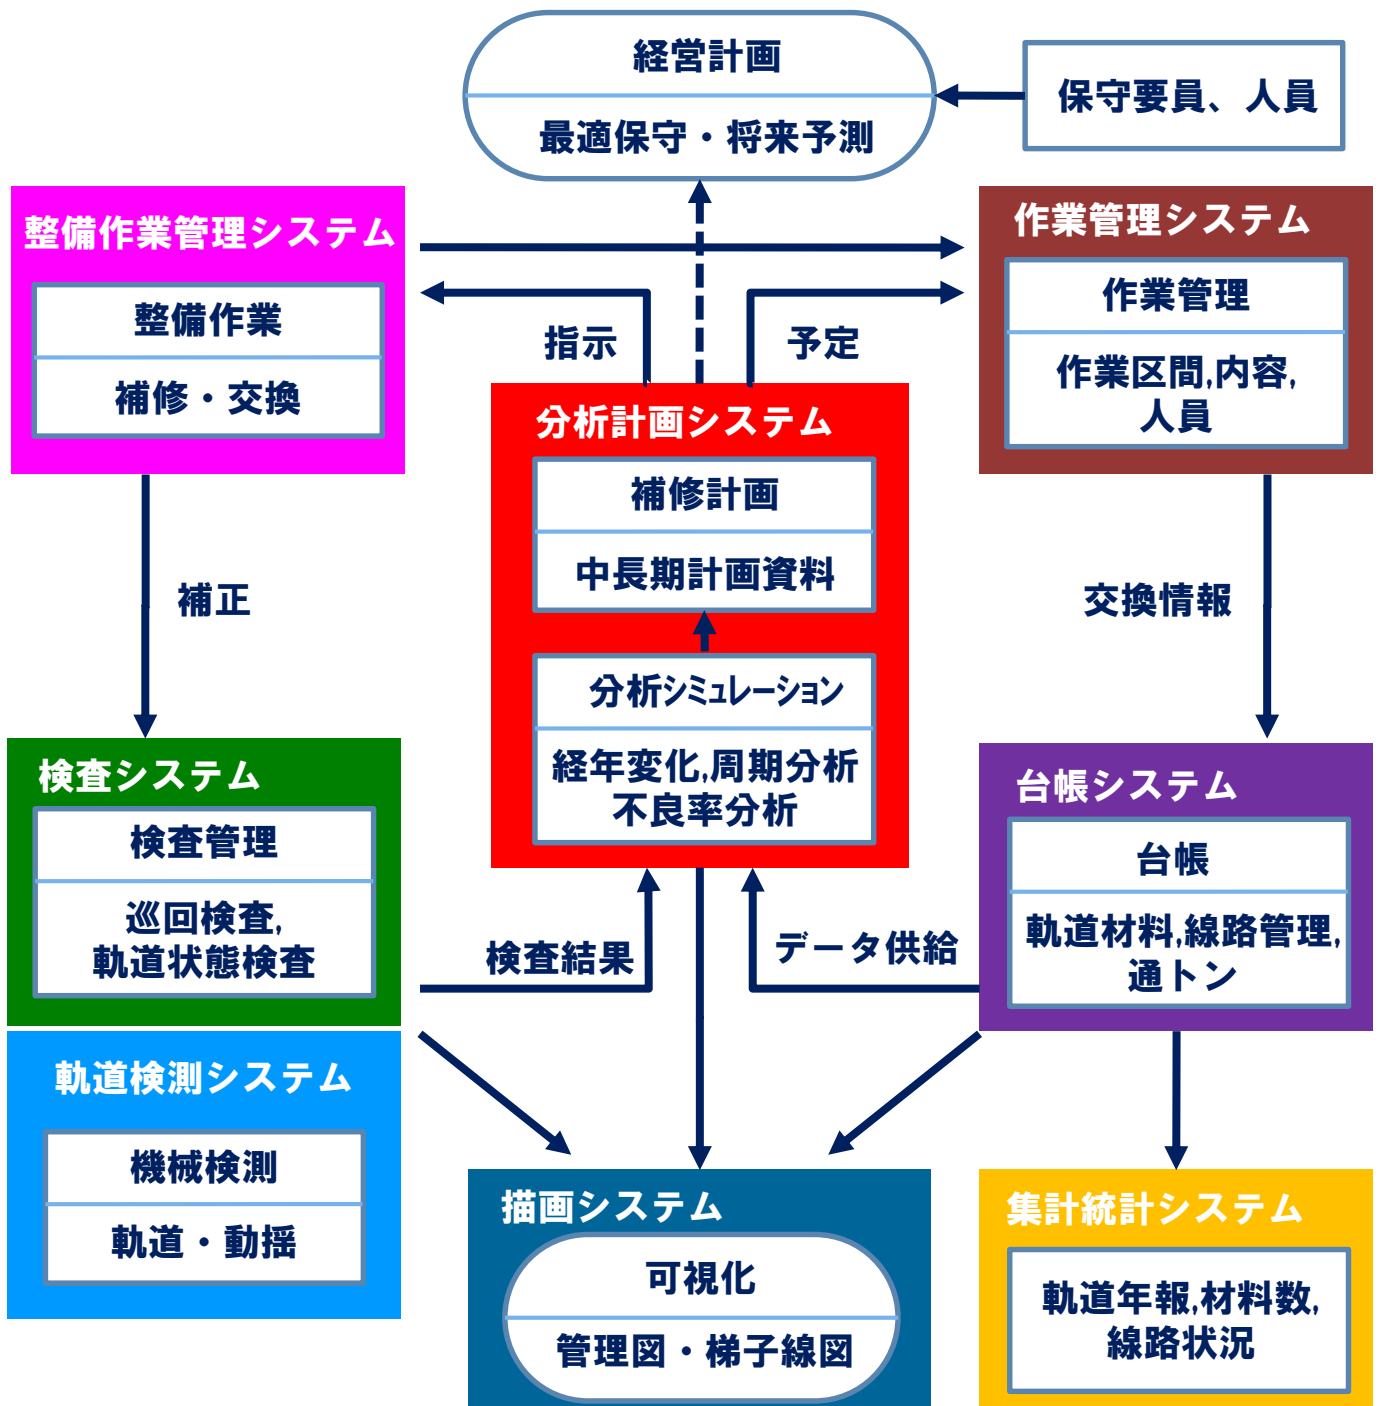 経営計画
最適保守・将来予測
保守要員、人員
整備作業管理システム
整備作業
補修・交換
作業管理システム
作業管理
作業区間,内容,
人員
指示
予定
分析計画システム
補修計画
中長期計画資料
分析シミュレーション
経年変化,周期分析
不良率分析
補正
交換情報
検査システム
検査管理
巡回検査,
軌道状態検査
台帳システム
台帳
軌道材料,線路管理,
通トン
検査結果
データ供給
軌道検測システム
機械検測
軌道・動揺
描画システム
可視化
管理図・梯子線図
集計統計システム
軌道年報,材料数,
線路状況